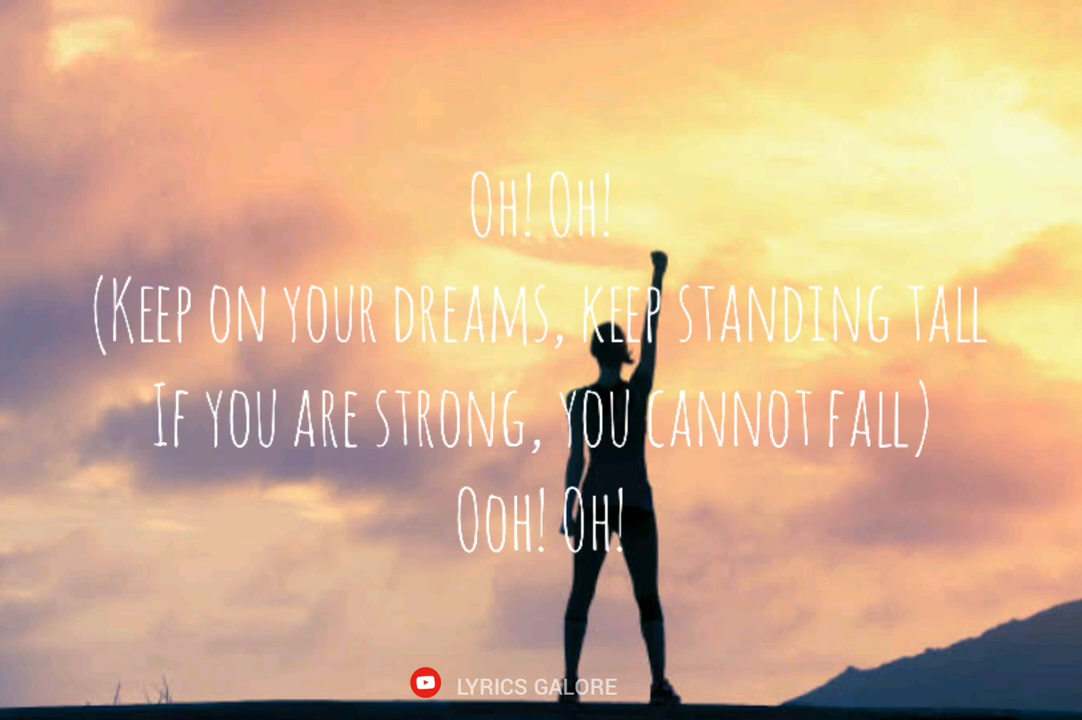 Oh! Oh!
(Keep on your dreams, keep standing tall
If you are strong, you cannot fall)
Ooh! Oh!
LYRICS GALORE